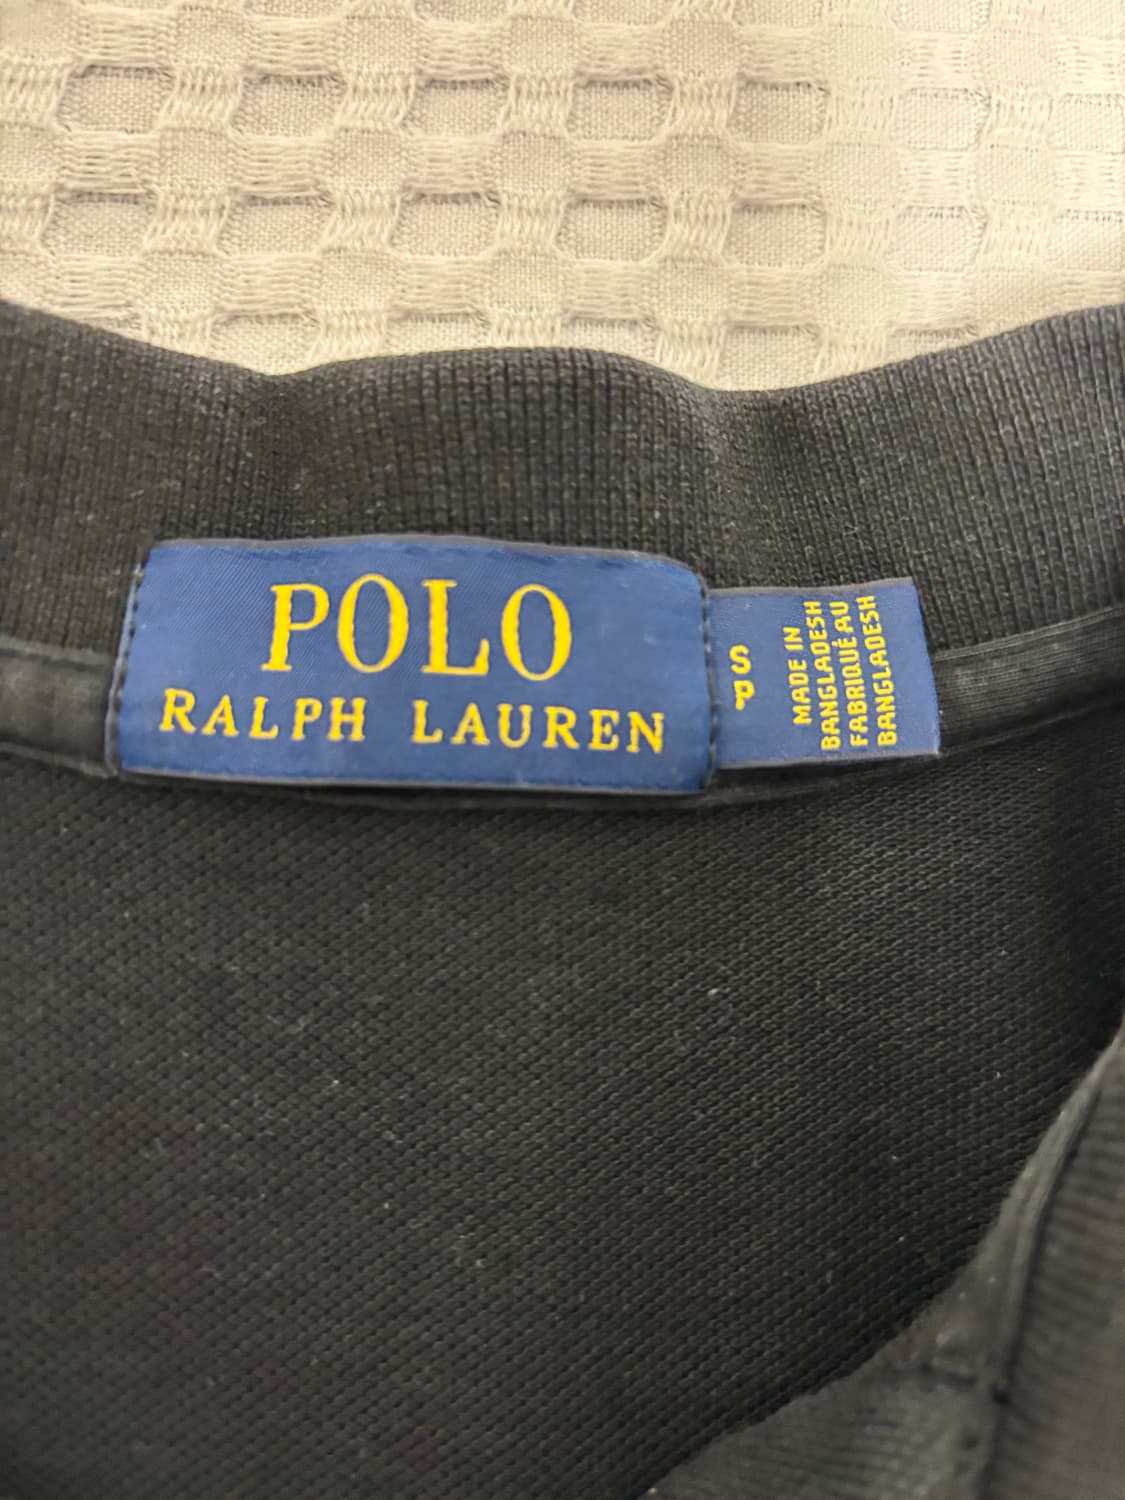 POLO
RALPH LAUREN
S
P
MADE IN
BANGLADESH
FABRIQUÉ AU
BANGLADESH